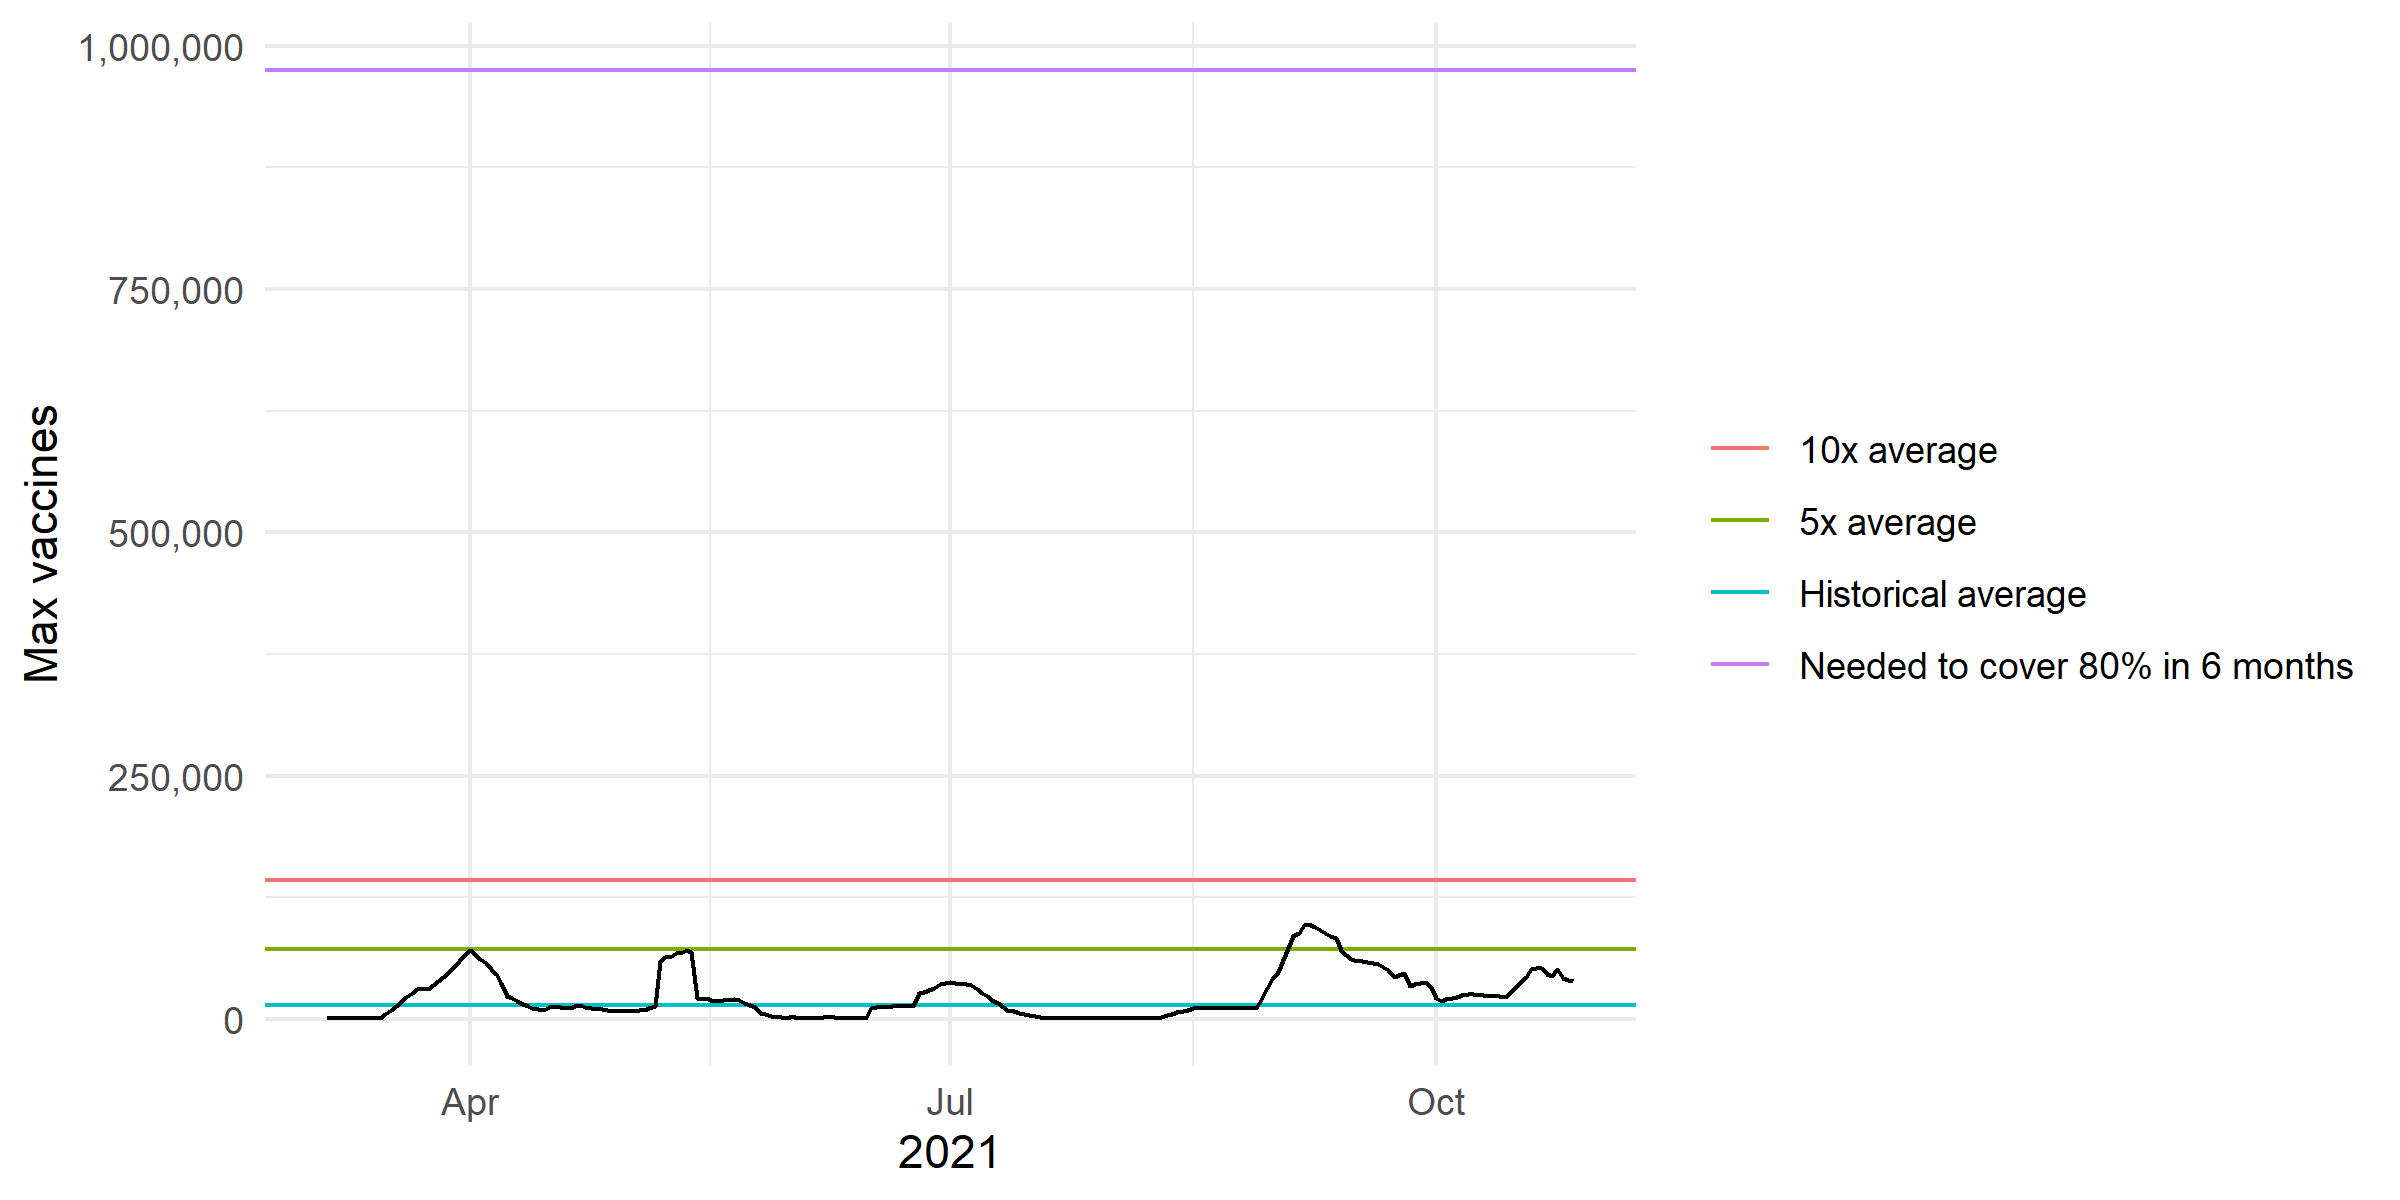 1,000,000
750,000
500,000
250,000
0
Max vaccines
Apr
Jul
Oct
2021
10x average
5x average
Historical average
Needed to cover 80% in 6 months